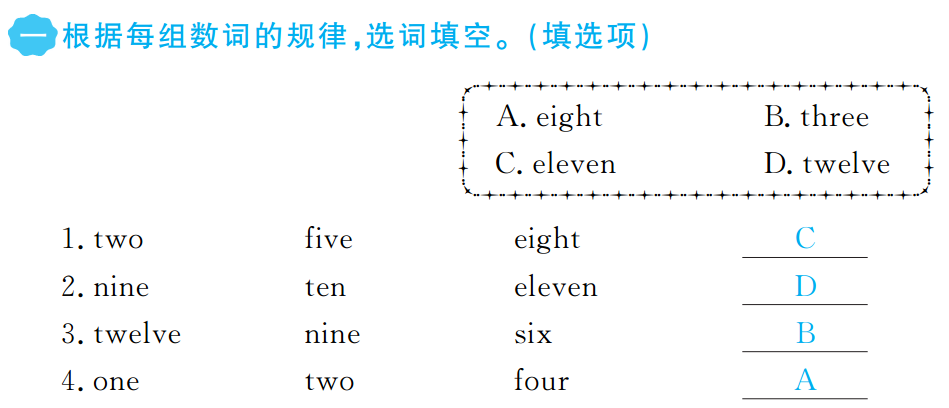 一 根据每组数词的规律,选词填空。(填选项)
A. eight B. three
C. eleven D. twelve
1. two five eight C
2. nine ten eleven D
3. twelve nine six B
4. one two four A